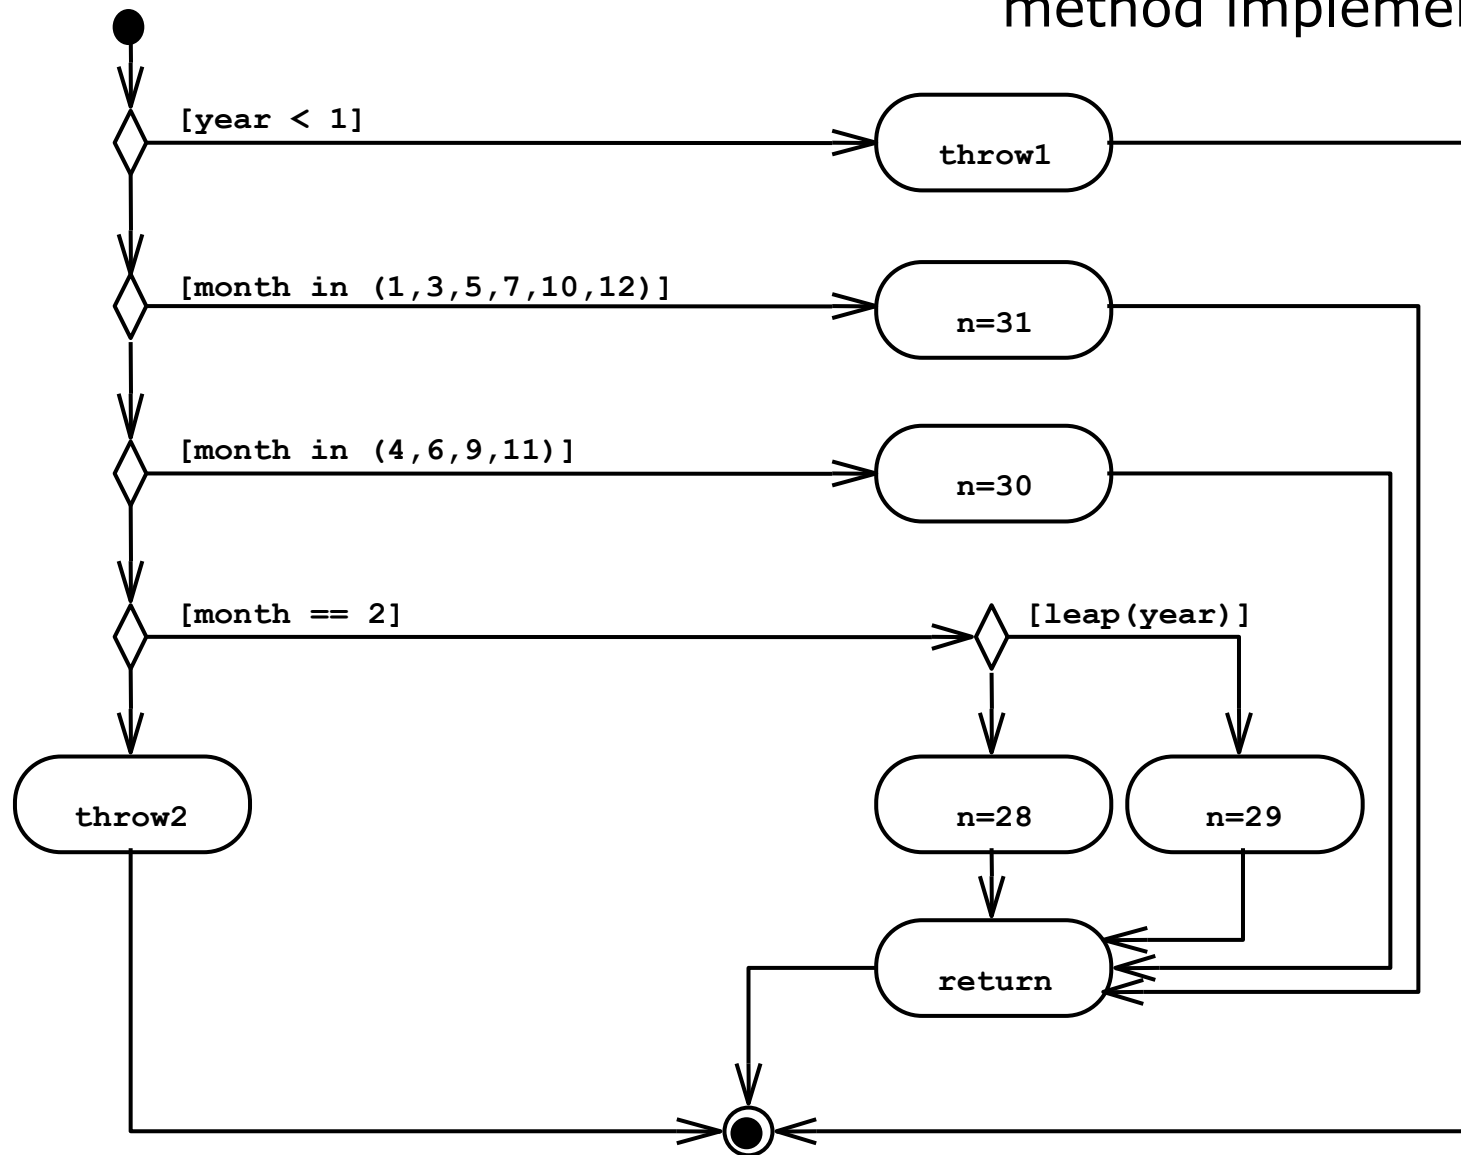 method impleme
[year < 1]
throw1
[month in (1,3,5,7,10,12)]
n=31
[month in (4,6,9,11)]
n=30
[month == 2]
[leap(year)]
throw2
n=28
n=29
return